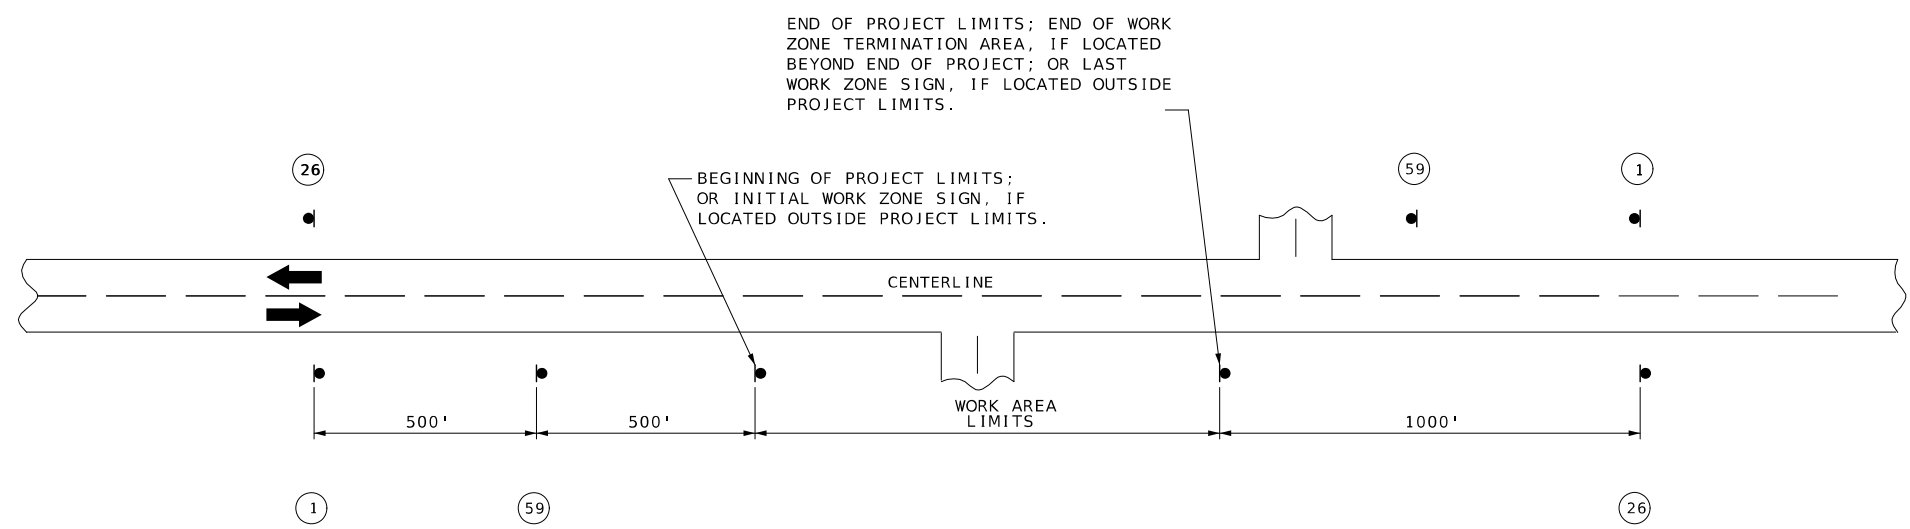 END OF PROJECT LIMITS; END OF WORK
ZONE TERMINATION AREA, IF LOCATED
BEYOND END OF PROJECT; OR LAST
WORK ZONE SIGN, IF LOCATED OUTSIDE
PROJECT LIMITS.
26
59
1
BEGINNING OF PROJECT LIMITS;
OR INITIAL WORK ZONE SIGN, IF
LOCATED OUTSIDE PROJECT LIMITS.
CENTERLINE
WORK AREA
LIMITS
500'
500'
1000'
1
59
26